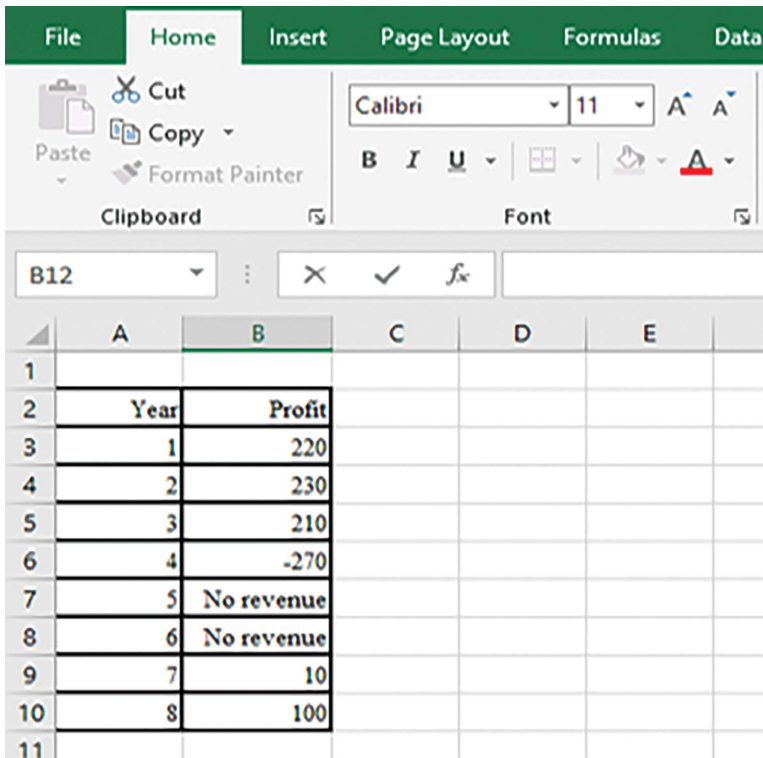 File Home Insert Page Layout Formulas Data
Cut
Copy
Paste
Format Painter
Clipboard
Calibri 11 A A
B I U A
Font
B12 fx
A B C D E
1
2 Year Profit
3 1 220
4 2 230
5 3 210
6 4 -270
7 5 No revenue
8 6 No revenue
9 7 10
10 8 100
11